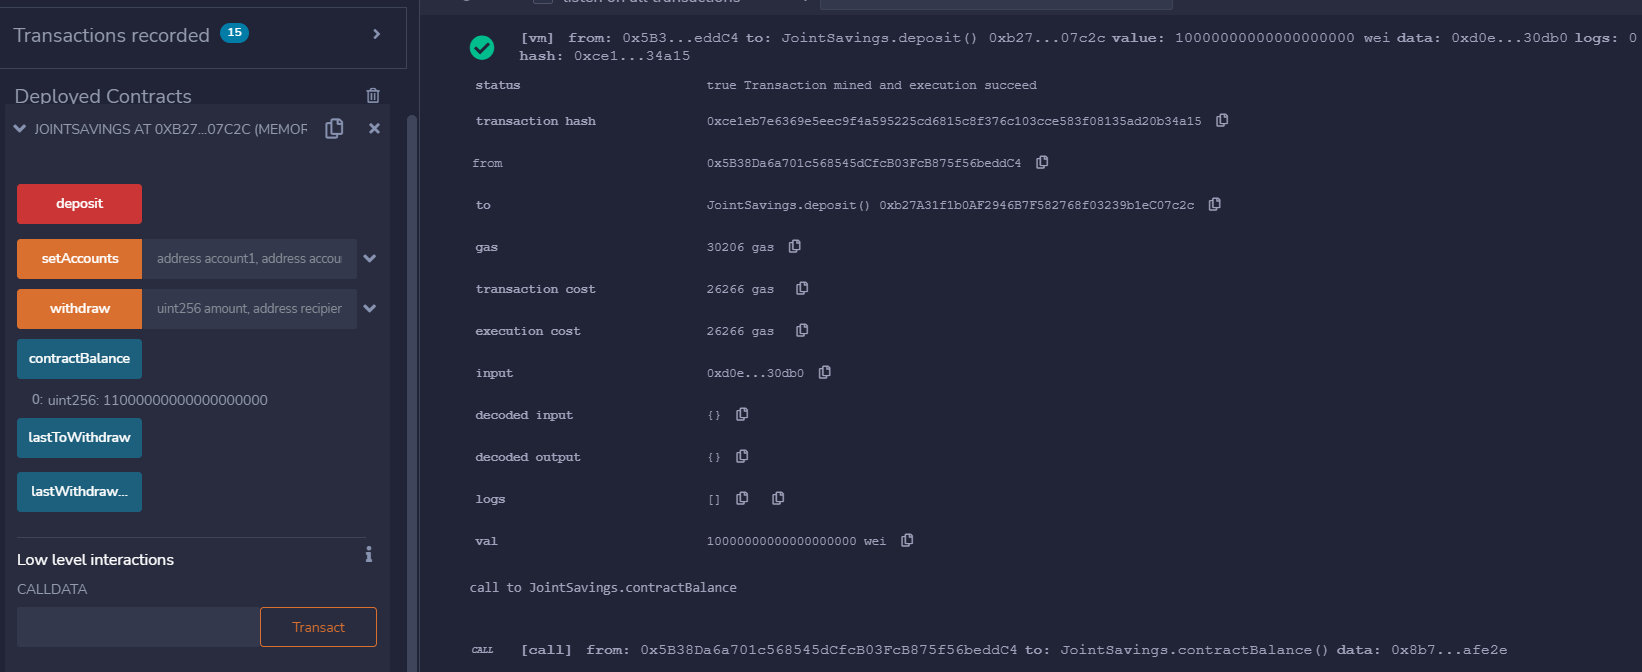 Transactions recorded 15
Deployed Contracts
JOINTSAVINGS AT 0XB27...07C2C (MEMOR
deposit
setAccounts address account1, address accou
withdraw uint256 amount, address recipier
contractBalance
0: uint256: 11000000000000000000
lastToWithdraw
lastWithdraw...
Low level interactions
CALLDATA
Transact
listen on all transactions
[vm] from: 0x5B3...eddC4 to: JointSavings.deposit() 0xb27...07c2c value: 10000000000000000000 wei data: 0xd0e...30db0 logs: 0
hash: 0xce1...34a15
status true Transaction mined and execution succeed
transaction hash 0xce1eb7e6369e5eec9f4a595225cd6815c8f376c103cce583f08135ad20b34a15
from 0x5B38Da6a701c568545dCfcB03FcB875f56beddC4
to JointSavings.deposit() 0xb27A31f1b0AF2946B7F582768f03239b1eC07c2c
gas 30206 gas
transaction cost 26266 gas
execution cost 26266 gas
input 0xd0e...30db0
decoded input {}
decoded output {}
logs []
val 10000000000000000000 wei
call to JointSavings.contractBalance
CALL [call] from: 0x5B38Da6a701c568545dCfcB03FcB875f56beddC4 to: JointSavings.contractBalance() data: 0x8b7...afe2e